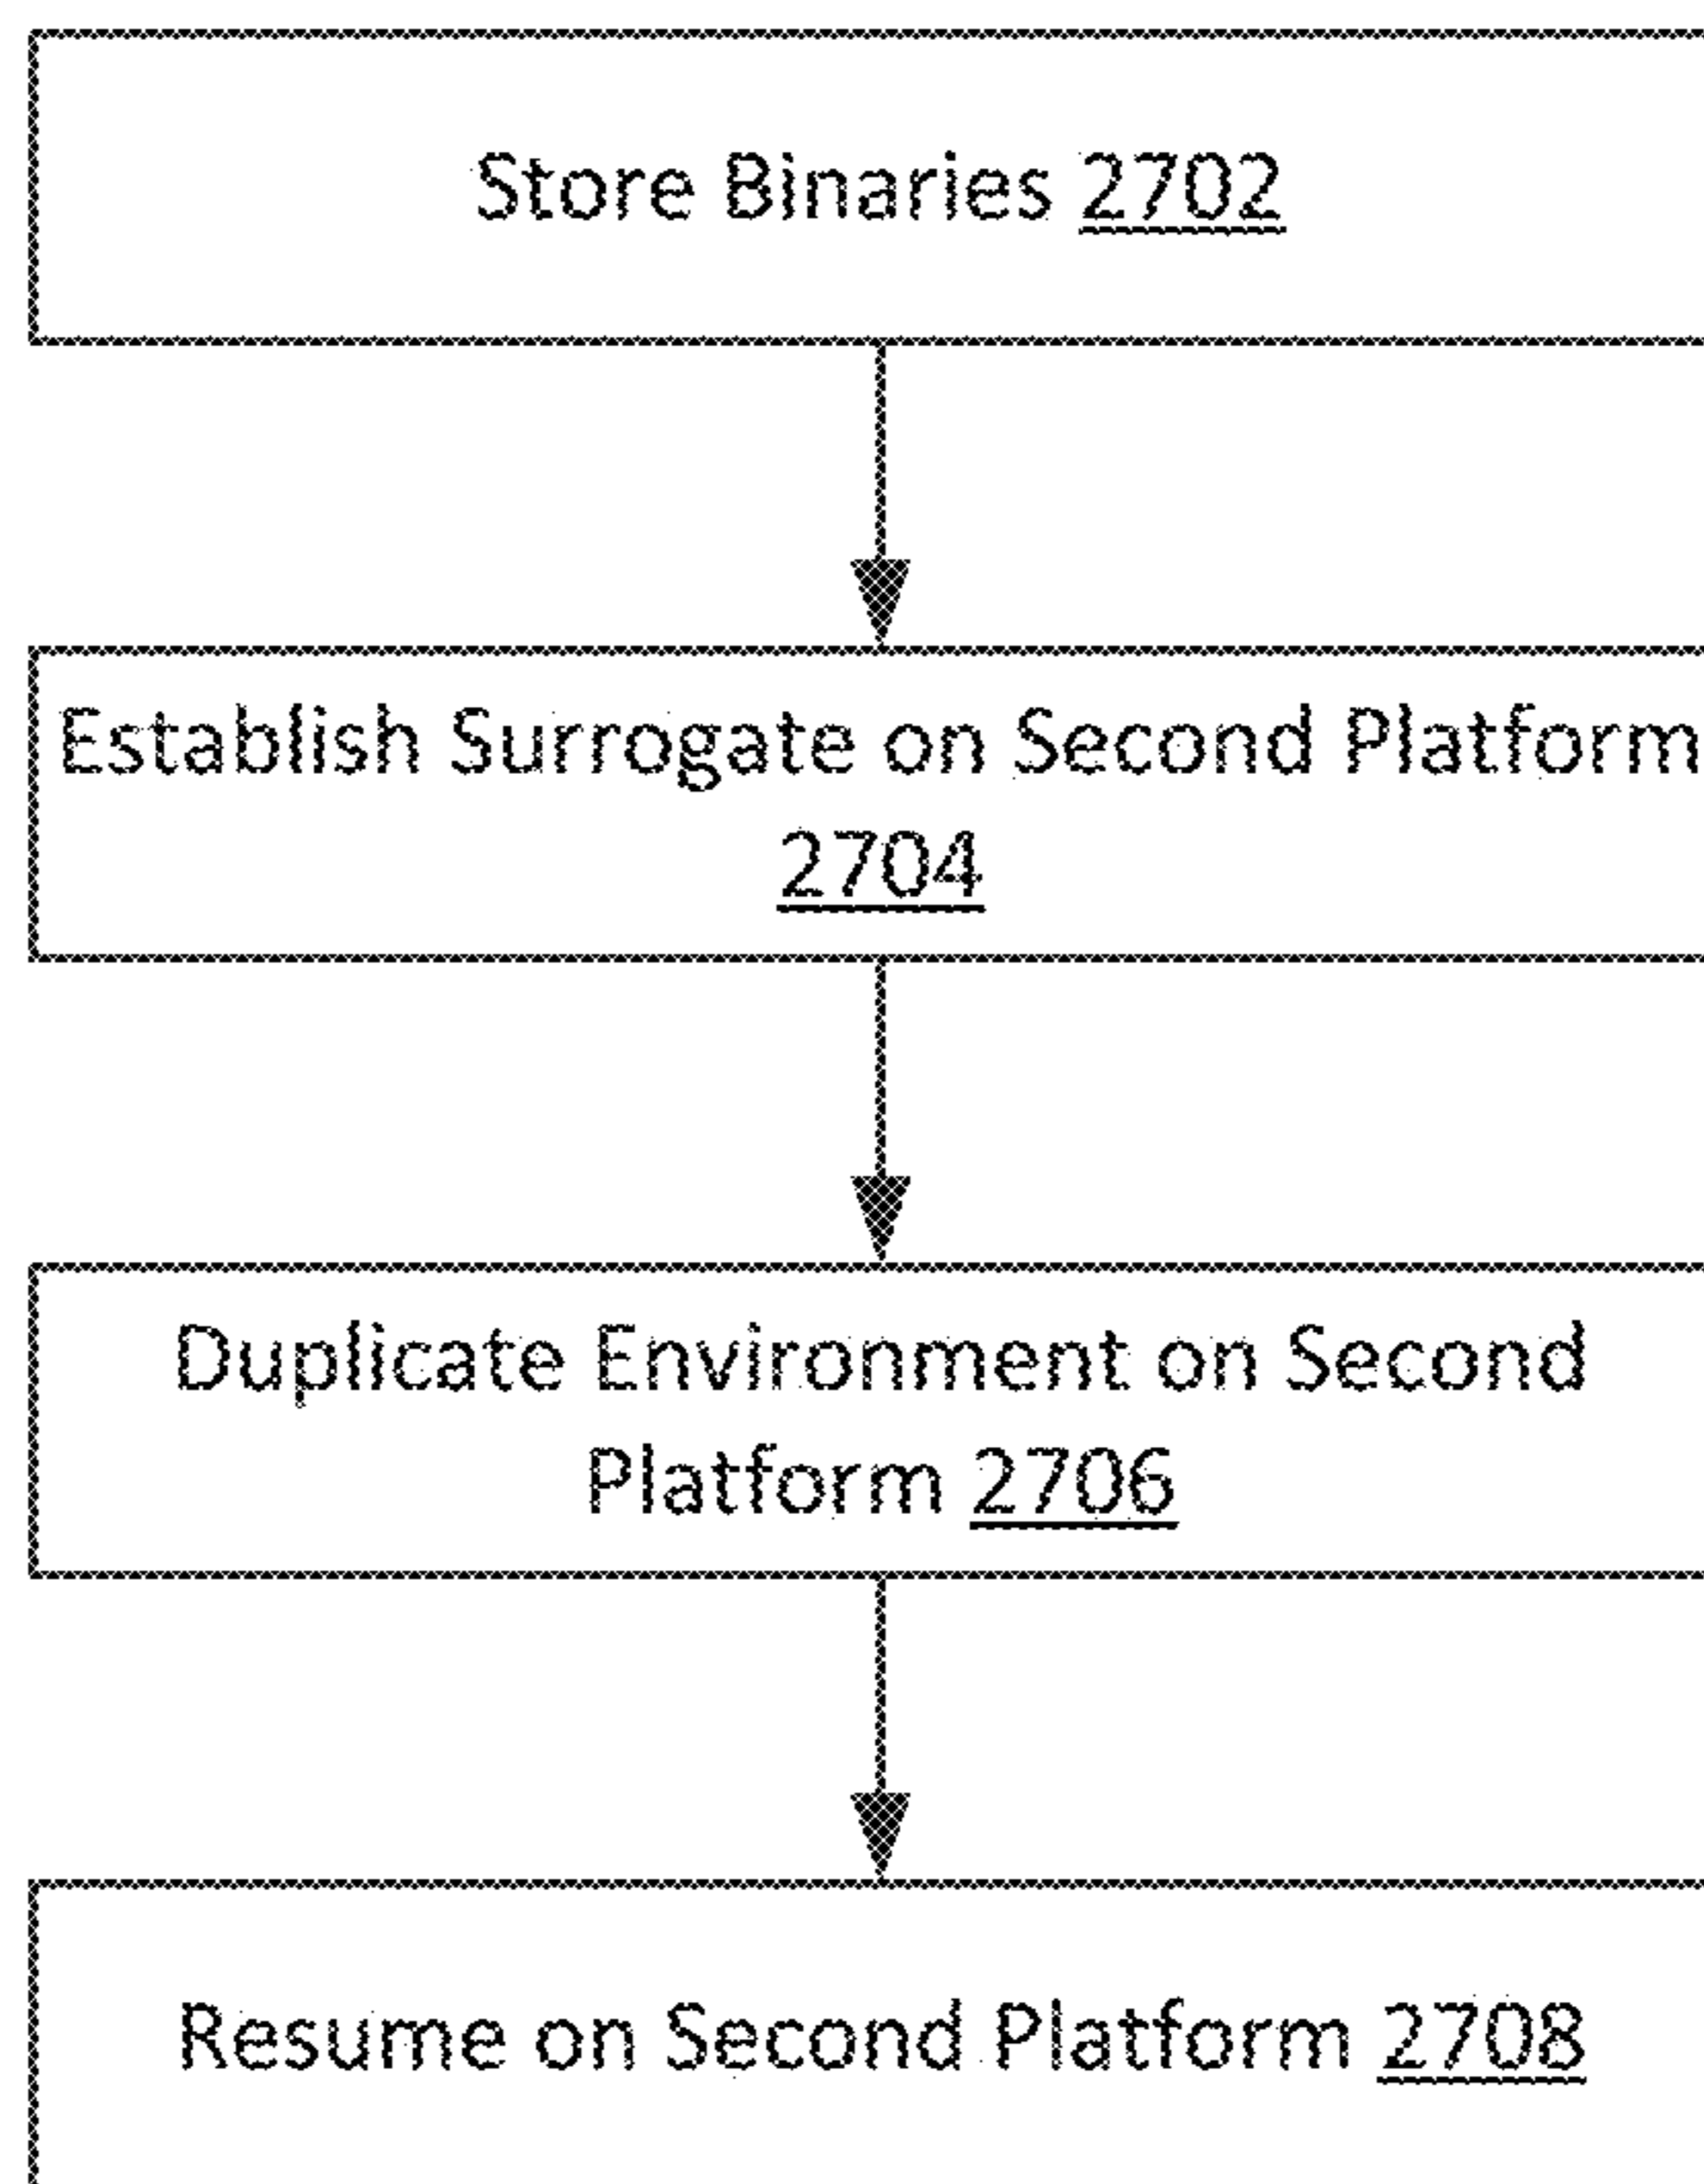 Store Binaries 2702
Establish Surrogate on Second Platform
2704
Duplicate Environment on Second
Platform 2706
Resume on Second Platform 2708